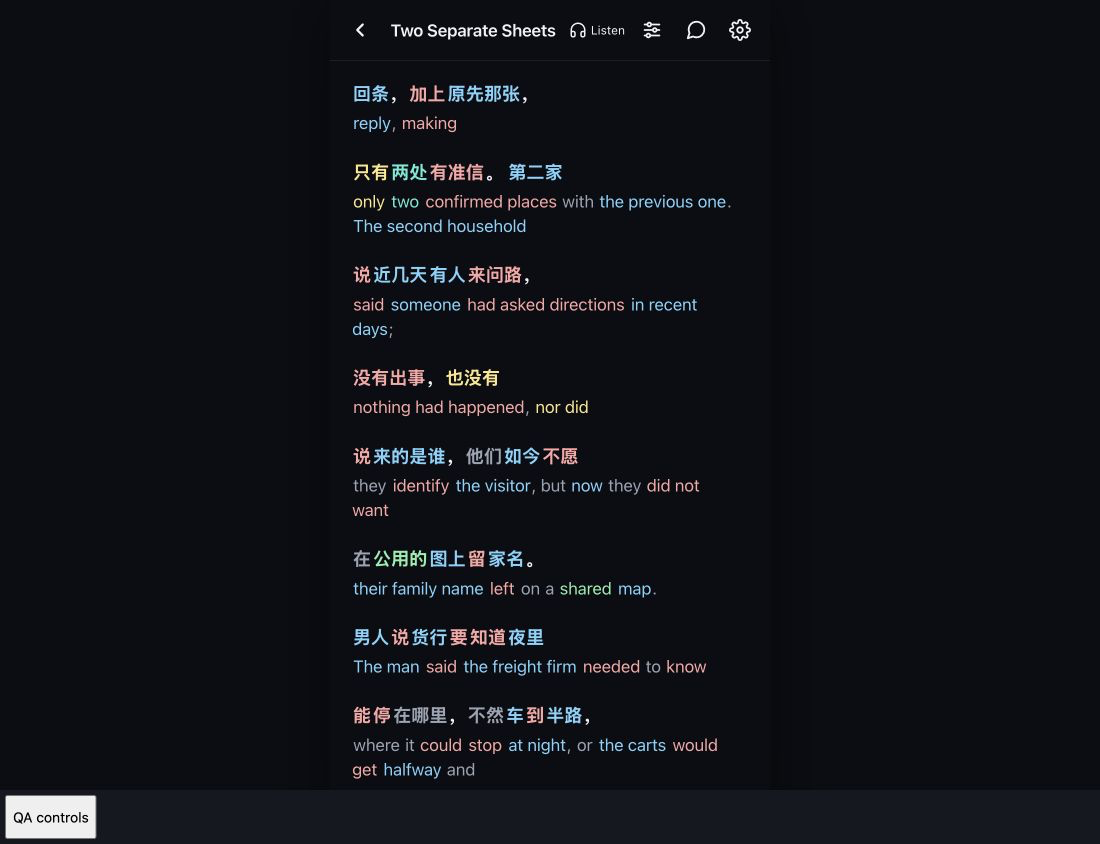 Two Separate Sheets Listen
回条，加上原先那张，
reply, making
只有两处有准信。第二家
only two confirmed places with the previous one.
The second household
说近几天有人来问路，
said someone had asked directions in recent
days;
没有出事，也没有
nothing had happened, nor did
说来的是谁，他们如今不愿
they identify the visitor, but now they did not
want
在公用的图上留家名。
their family name left on a shared map.
男人说货行要知道夜里
The man said the freight firm needed to know
能停在哪里，不然车到半路，
where it could stop at night, or the carts would
get halfway and
QA controls